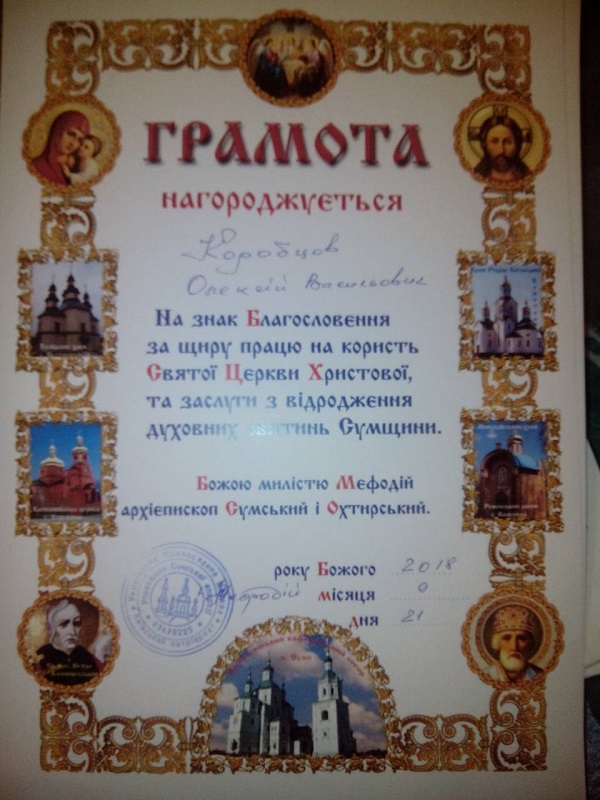 ГРАМОТА
нагороджується
Коробцов
Олексій Васильович
На знак Благословення
за щиру працю на користь
Святої Церкви Христової,
та заслуги з відродження
духовних святинь Сумщини.
Божою милістю Мефодій
архієпископ Сумський і Охтирський.
року Божого 2018
місяця
дня 21
Мефодій